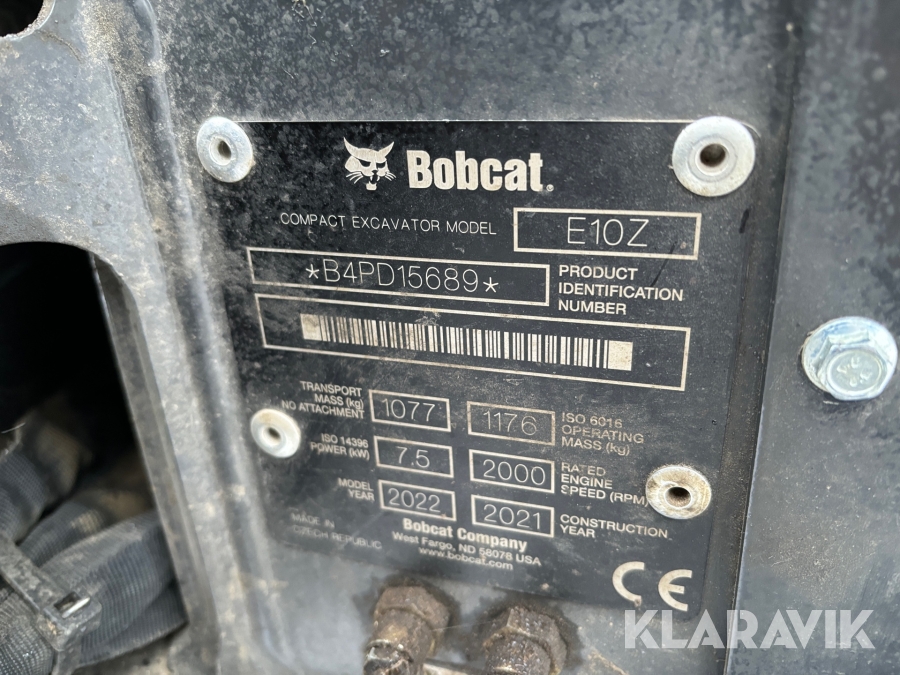 Bobcat.
COMPACT EXCAVATOR MODEL E10Z
*B4PD15689* PRODUCT IDENTIFICATION NUMBER
TRANSPORT MASS (kg) NO ATTACHMENT 1077 1176 ISO 6016 OPERATING MASS (kg)
ISO 14396 POWER (kW) 7.5 2000 RATED ENGINE SPEED (RPM)
MODEL YEAR 2022 2021 CONSTRUCTION YEAR
MADE IN CZECH REPUBLIC
Bobcat Company
West Fargo, ND 58078 USA
www.bobcat.com
CE
KLARAVIK